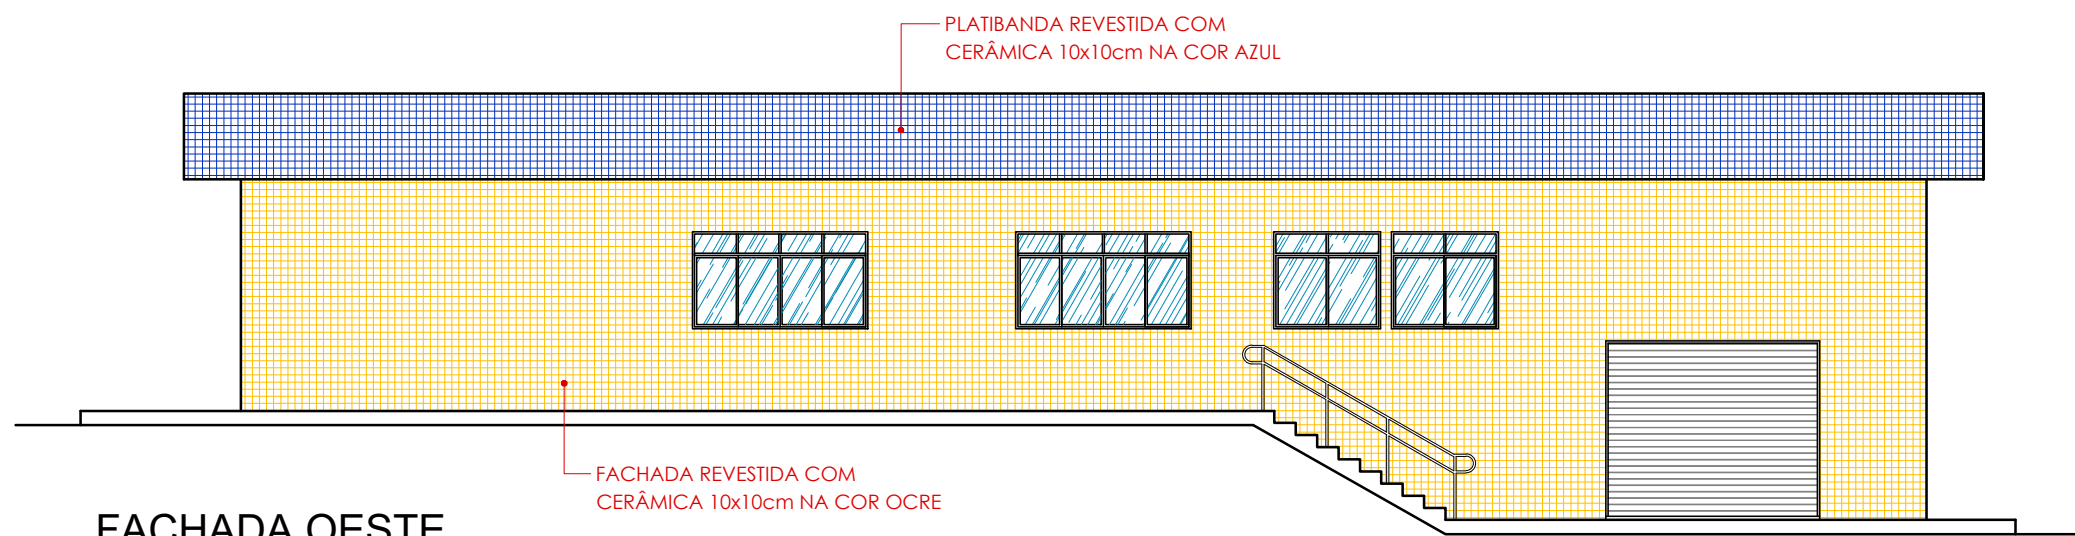 PLATIBANDA REVESTIDA COM
CERÂMICA 10x10cm NA COR AZUL
FACHADA REVESTIDA COM
CERÂMICA 10x10cm NA COR OCRE
FACHADA OESTE